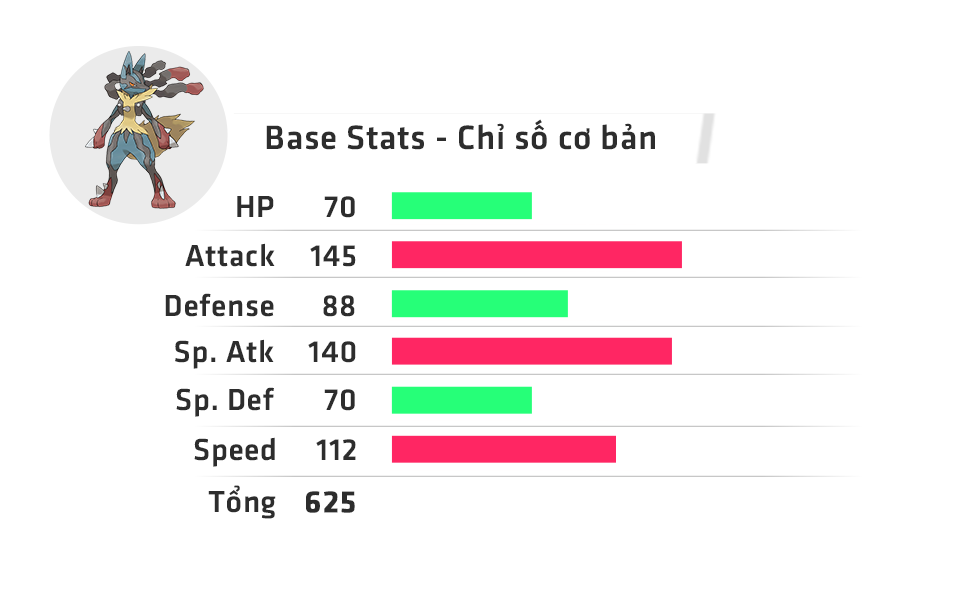 Base Stats - Chỉ số cơ bản
HP 70
Attack 145
Defense 88
Sp. Atk 140
Sp. Def 70
Speed 112
Tổng 625